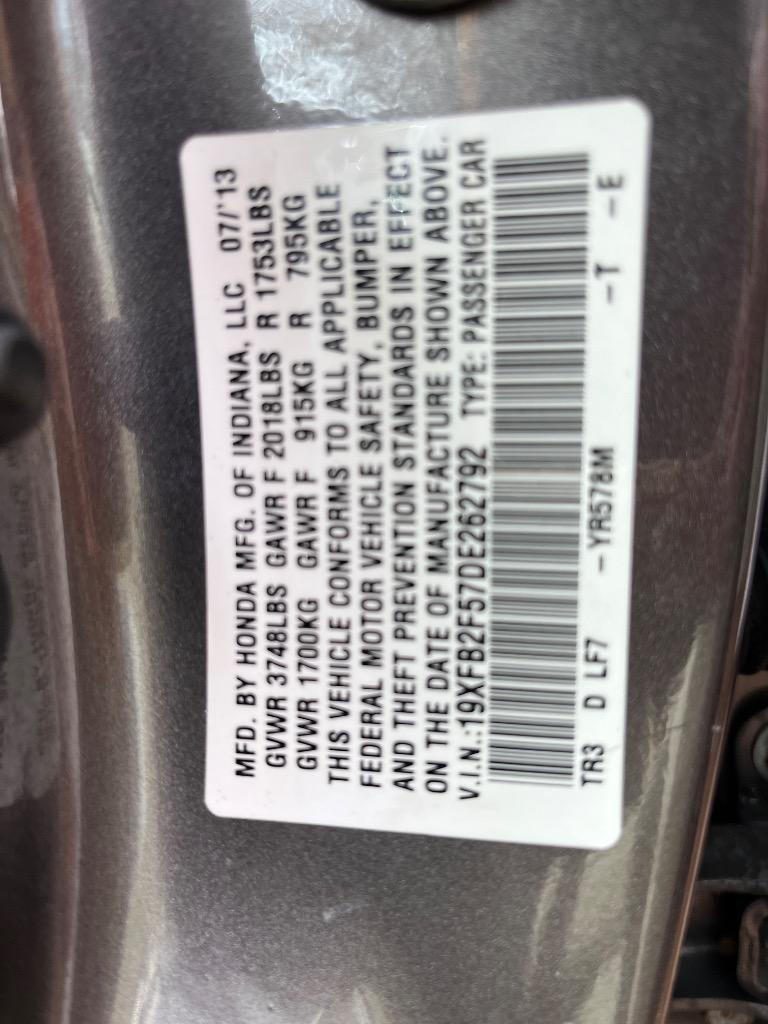 MFD. BY HONDA MFG. OF INDIANA, LLC 07/'13
GVWR 3748LBS GAWR F 2018LBS R 1753LBS
GVWR 1700KG GAWR F 915KG R 795KG
THIS VEHICLE CONFORMS TO ALL APPLICABLE
FEDERAL MOTOR VEHICLE SAFETY, BUMPER,
AND THEFT PREVENTION STANDARDS IN EFFECT
ON THE DATE OF MANUFACTURE SHOWN ABOVE.
V.I.N.:19XFB2F57DE262792 TYPE: PASSENGER CAR
TR3 D LF7 -YR578M -T -E